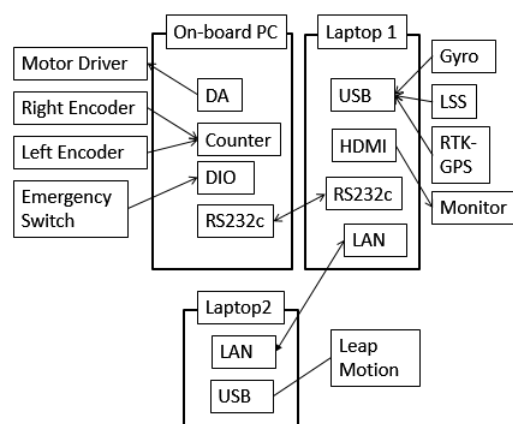 On-board PC
Laptop 1
Motor Driver
Right Encoder
Left Encoder
Emergency
Switch
DA
Counter
DIO
RS232c
USB
HDMI
RS232c
LAN
Gyro
LSS
RTK-
GPS
Monitor
Laptop2
LAN
USB
Leap
Motion